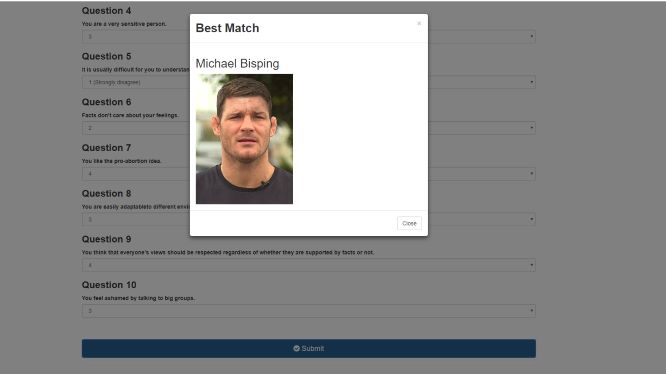 Question 4
You are a very sensitive person.
3
Question 5
It is usually difficult for you to understan
1 (Strongly disagree)
Question 6
Facts don't care about your feelings.
2
Question 7
You like the pro-abortion idea.
4
Question 8
You are easily adaptableto different envi
3
Question 9
You think that everyone's views should be respected regardless of whether they are supported by facts or not.
4
Question 10
You feel ashamed by talking to big groups.
3
Submit
Best Match
×
Michael Bisping
Close